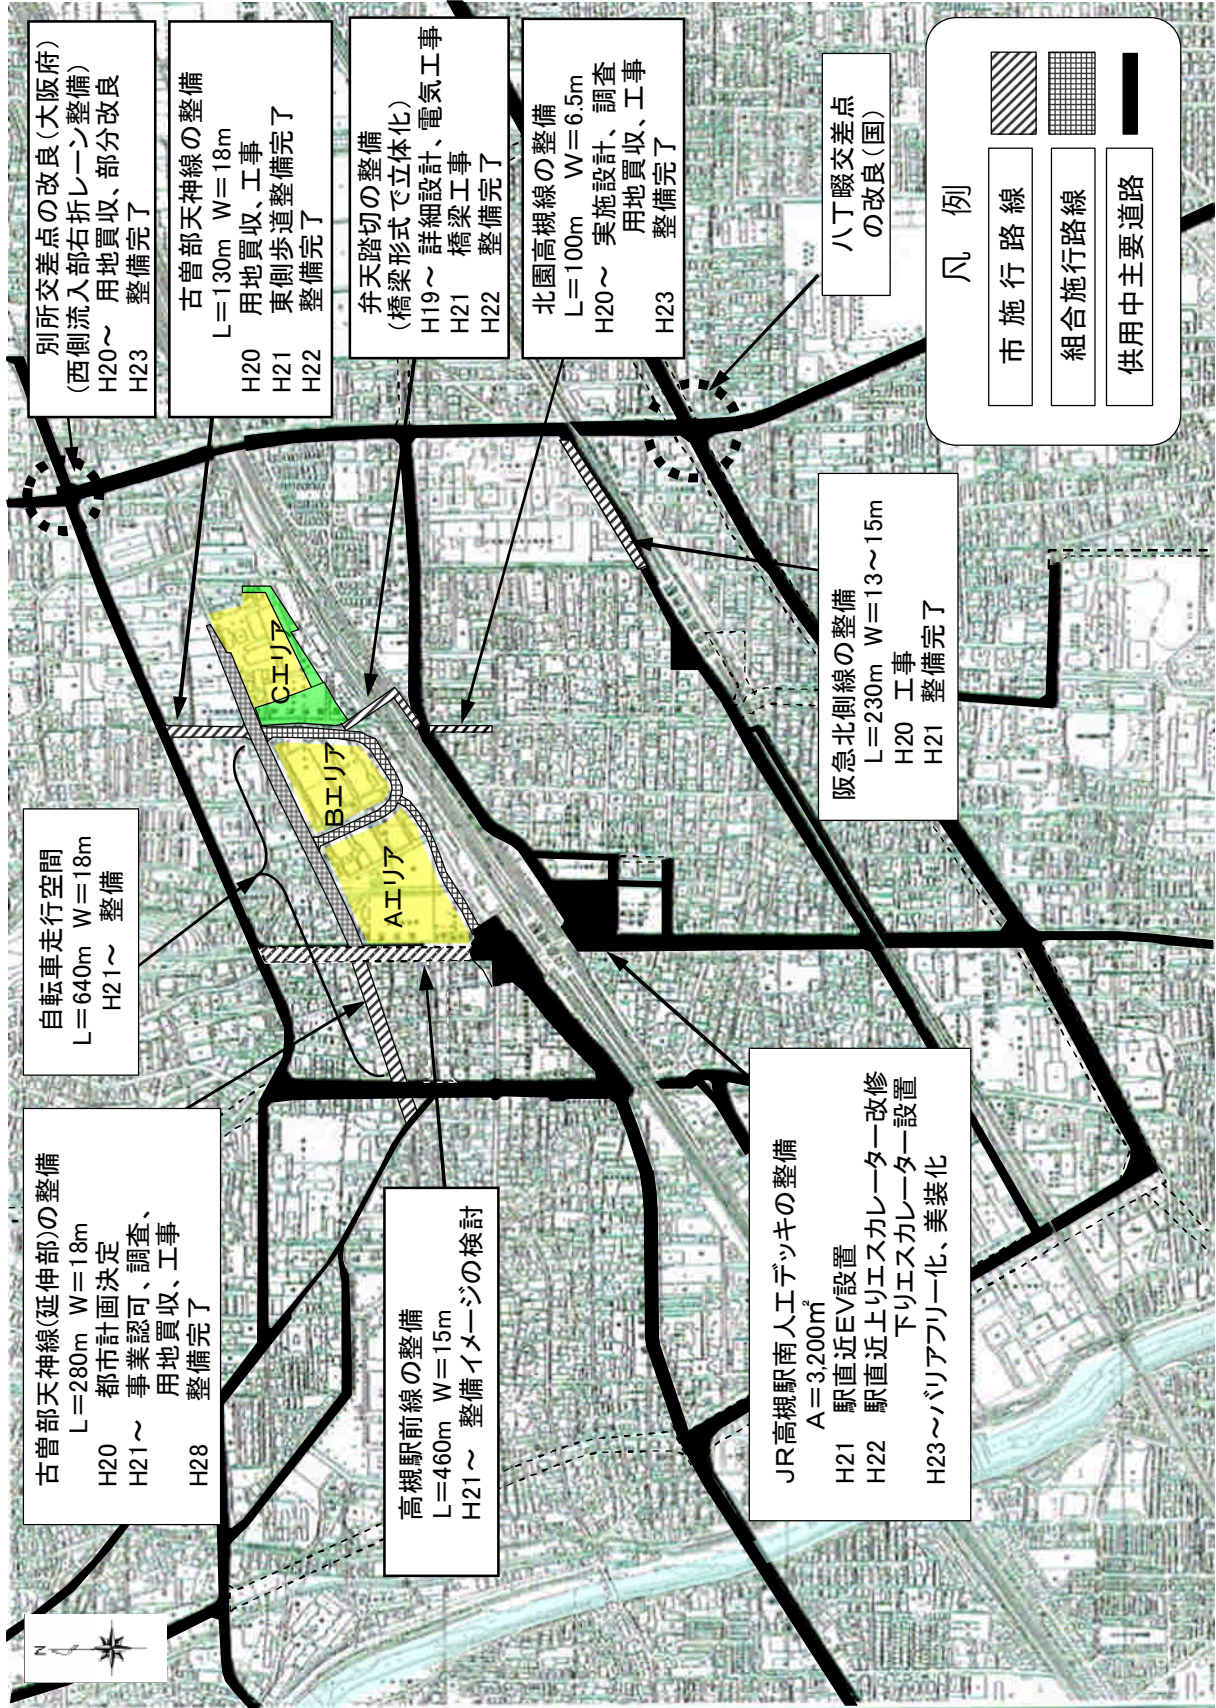 古曽部天神線(延伸部)の整備
L=280m W=18m
H20 都市計画決定
H21～ 事業認可、調査、
用地買収、工事
H28 整備完了
自転車走行空間
L=640m W=18m
H21～ 整備
別所交差点の改良(大阪府)
(西側流入部右折レーン整備)
H20～ 用地買収、部分改良
H23 整備完了
古曽部天神線の整備
L=130m W=18m
H20 用地買収、工事
H21 東側歩道整備完了
H22 整備完了
弁天踏切の整備
(橋梁形式で立体化)
H19～ 詳細設計、電気工事
H21 橋梁工事
H22 整備完了
北園高槻線の整備
L=100m W=6.5m
H20～ 実施設計、調査
用地買収、工事
H23 整備完了
八丁畷交差点
の改良(国)
高槻駅前線の整備
L=460m W=15m
H21～ 整備イメージの検討
Aエリア
Bエリア
Cエリア
JR高槻駅南人工デッキの整備
A=3,200㎡
H21 駅直近EV設置
H22 駅直近上りエスカレーター改修
下りエスカレーター設置
H23～バリアフリー化、美装化
阪急北側線の整備
L=230m W=13～15m
H20 工事
H21 整備完了
凡 例
市施行路線
組合施行路線
供用中主要道路
N